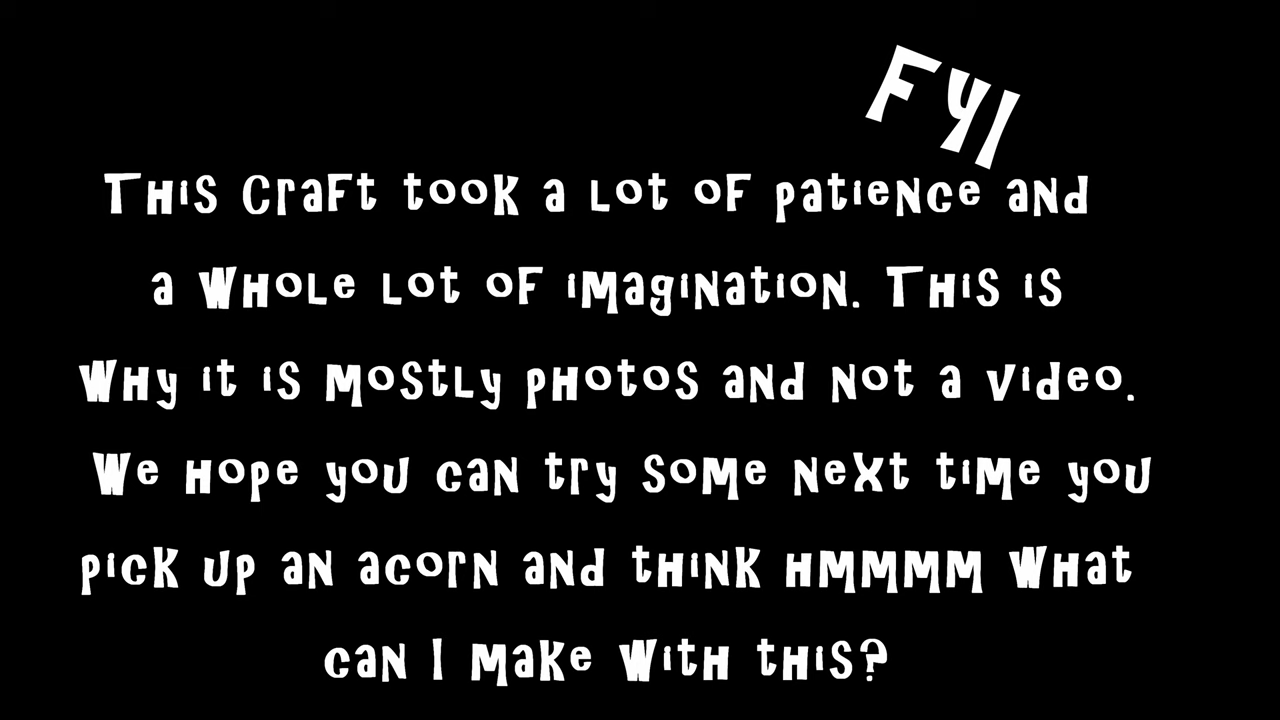 FYI
This craft took a lot of patience and
a whole lot of imagination. This is
why it is mostly photos and not a video.
We hope you can try some next time you
pick up an acorn and think hmmmm what
can I make with this?